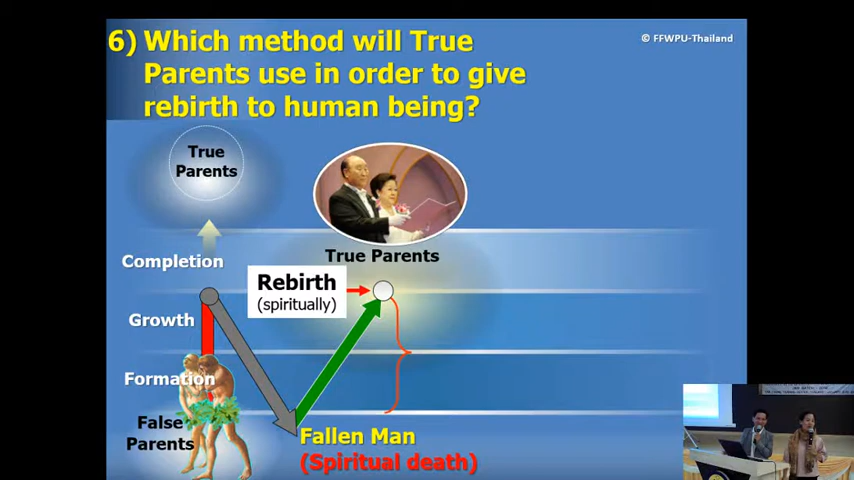 6) Which method will True
Parents use in order to give
rebirth to human being?
© FFWPU-Thailand
True
Parents
True Parents
Completion
Rebirth
(spiritually)
Growth
Formation
False
Parents
Fallen Man
(Spiritual death)